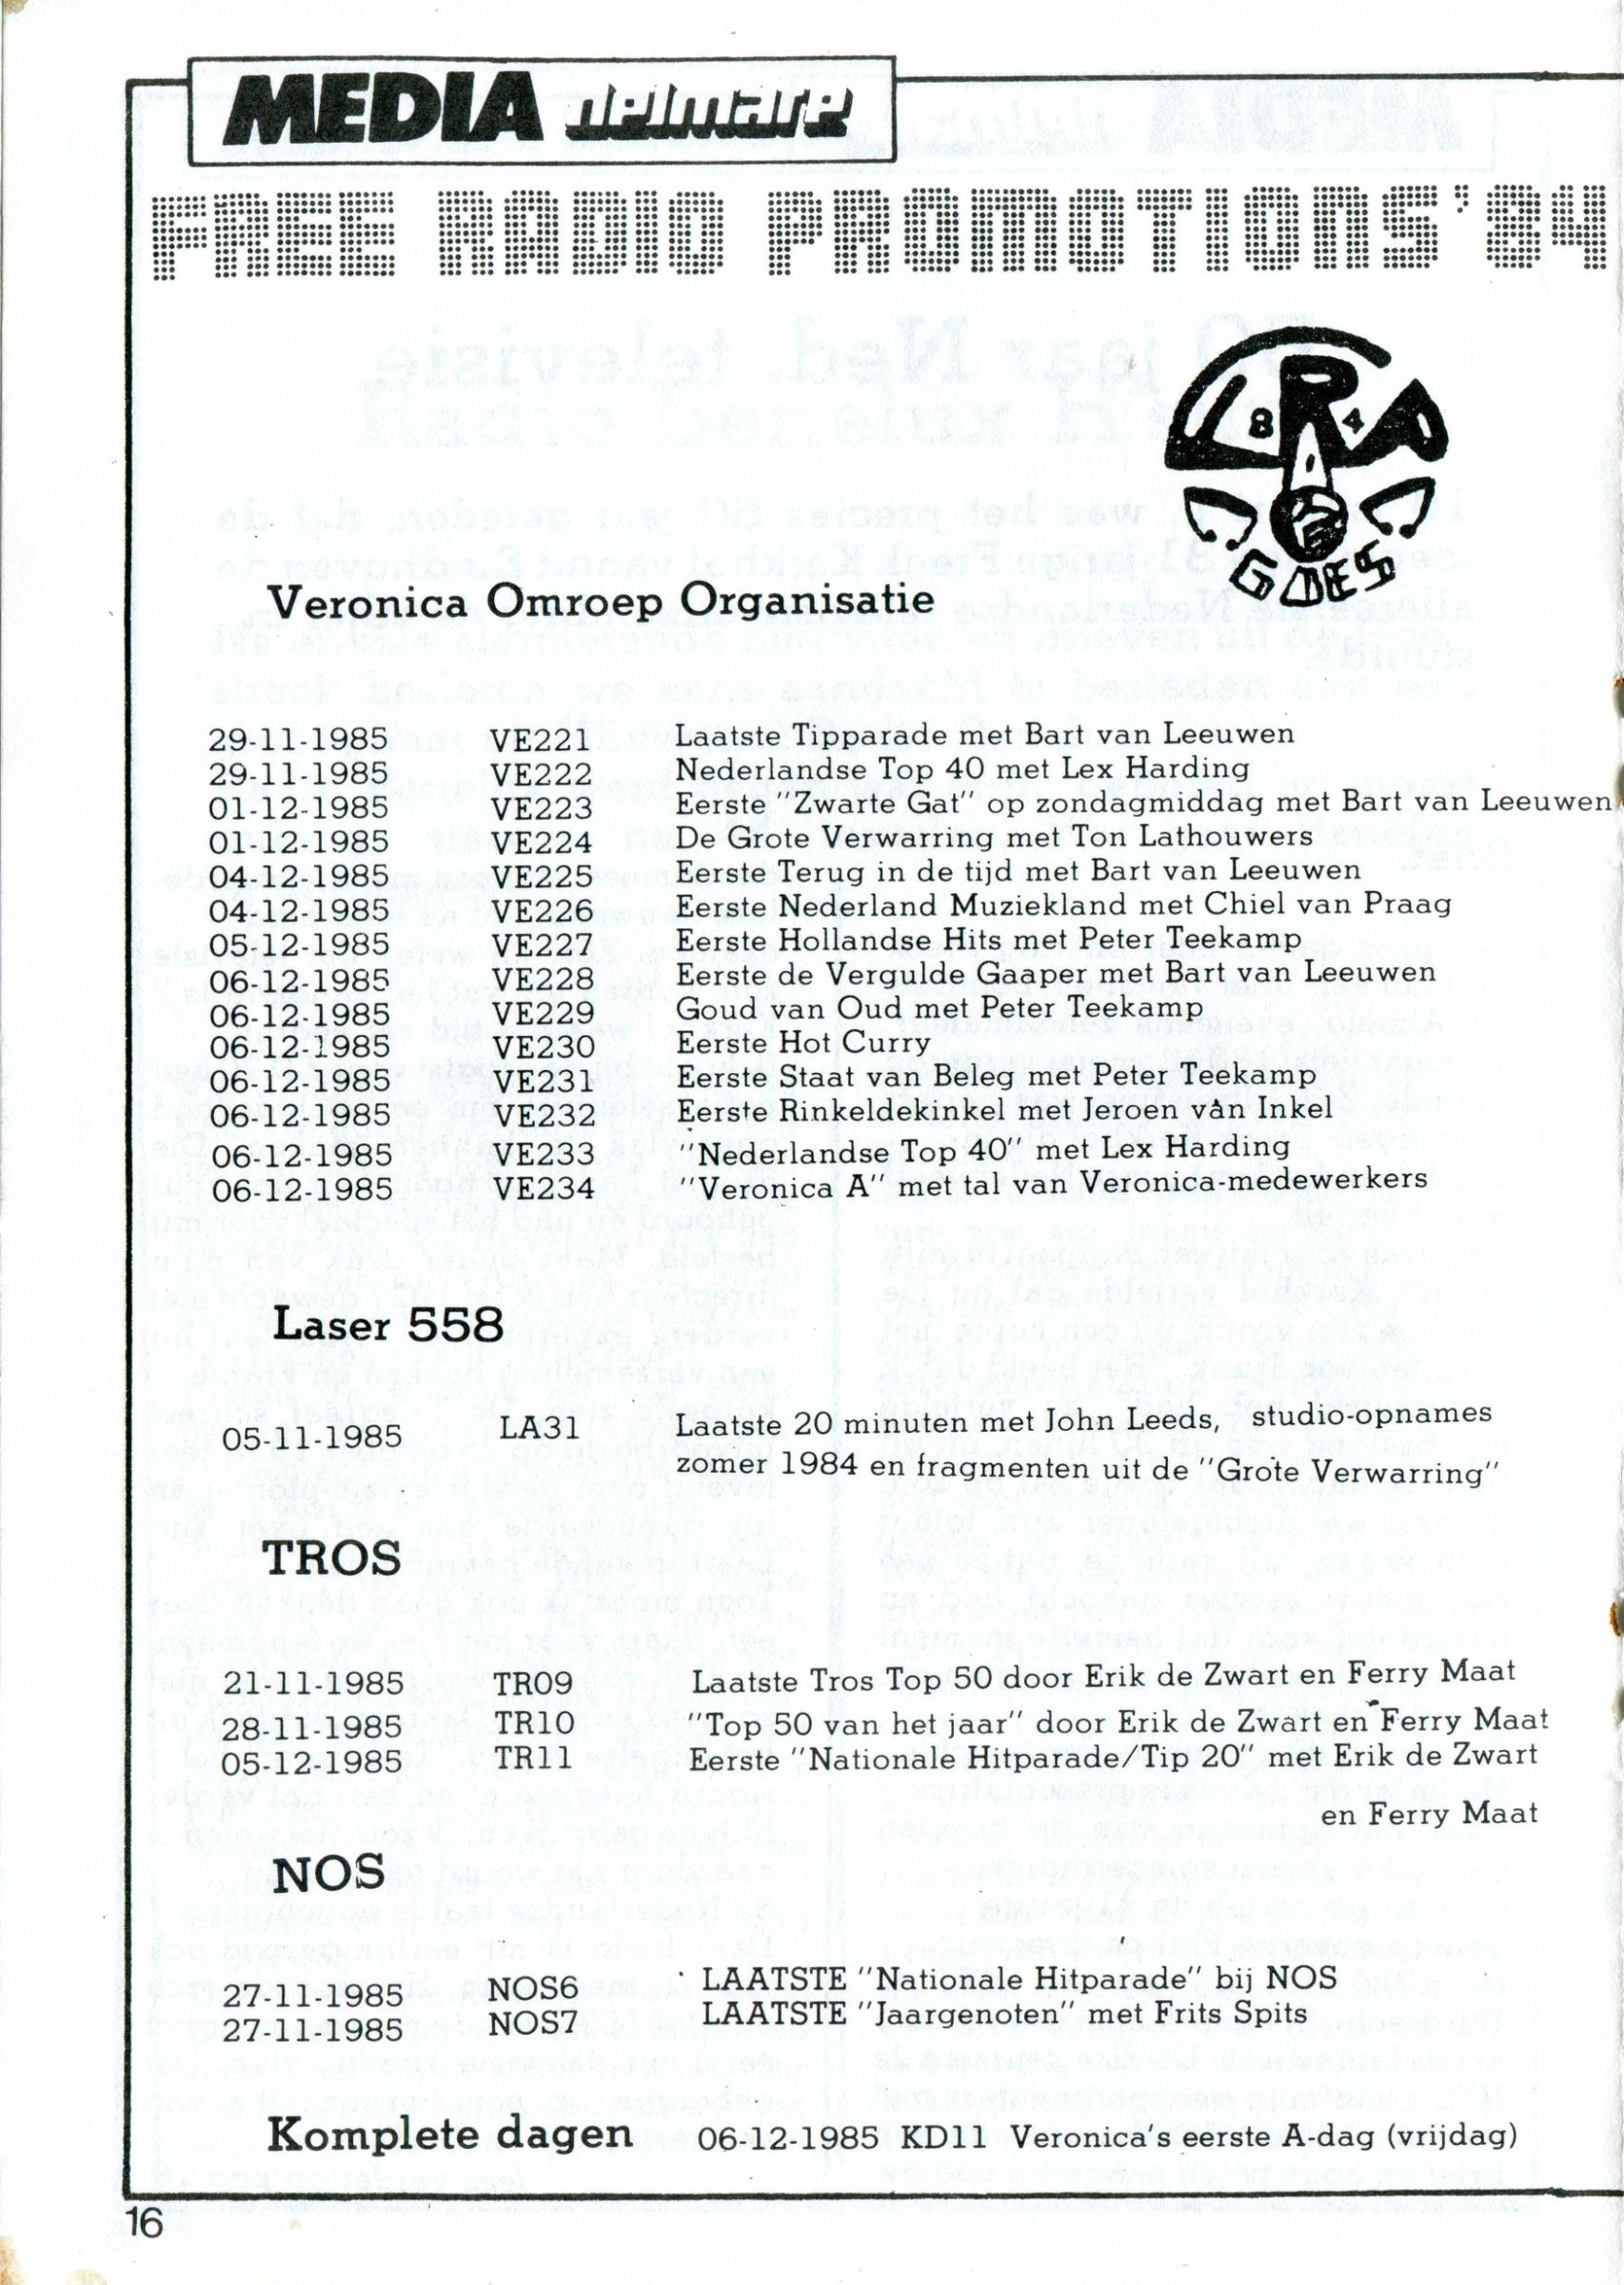 MEDIA delmare
FREE RADIO PROMOTIONS'84
FRP
8 4
GOES
Veronica Omroep Organisatie
29-11-1985 VE221 Laatste Tipparade met Bart van Leeuwen
29-11-1985 VE222 Nederlandse Top 40 met Lex Harding
01-12-1985 VE223 Eerste "Zwarte Gat" op zondagmiddag met Bart van Leeuwen
01-12-1985 VE224 De Grote Verwarring met Ton Lathouwers
04-12-1985 VE225 Eerste Terug in de tijd met Bart van Leeuwen
04-12-1985 VE226 Eerste Nederland Muziekland met Chiel van Praag
05-12-1985 VE227 Eerste Hollandse Hits met Peter Teekamp
06-12-1985 VE228 Eerste de Vergulde Gaaper met Bart van Leeuwen
06-12-1985 VE229 Goud van Oud met Peter Teekamp
06-12-1985 VE230 Eerste Hot Curry
06-12-1985 VE231 Eerste Staat van Beleg met Peter Teekamp
06-12-1985 VE232 Eerste Rinkeldekinkel met Jeroen van Inkel
06-12-1985 VE233 "Nederlandse Top 40" met Lex Harding
06-12-1985 VE234 "Veronica A" met tal van Veronica-medewerkers
Laser 558
05-11-1985 LA31 Laatste 20 minuten met John Leeds, studio-opnames
zomer 1984 en fragmenten uit de "Grote Verwarring"
TROS
21-11-1985 TR09 Laatste Tros Top 50 door Erik de Zwart en Ferry Maat
28-11-1985 TR10 "Top 50 van het jaar" door Erik de Zwart en Ferry Maat
05-12-1985 TR11 Eerste "Nationale Hitparade/Tip 20" met Erik de Zwart
en Ferry Maat
NOS
27-11-1985 NOS6 LAATSTE "Nationale Hitparade" bij NOS
27-11-1985 NOS7 LAATSTE "Jaargenoten" met Frits Spits
Komplete dagen 06-12-1985 KD11 Veronica's eerste A-dag (vrijdag)
16